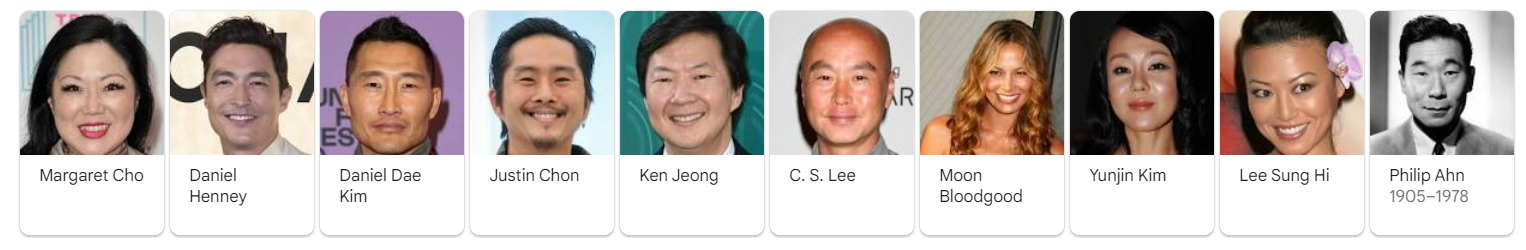 Margaret Cho
Daniel
Henney
Daniel Dae
Kim
Justin Chon
Ken Jeong
C. S. Lee
Moon
Bloodgood
Yunjin Kim
Lee Sung Hi
Philip Ahn
1905–1978